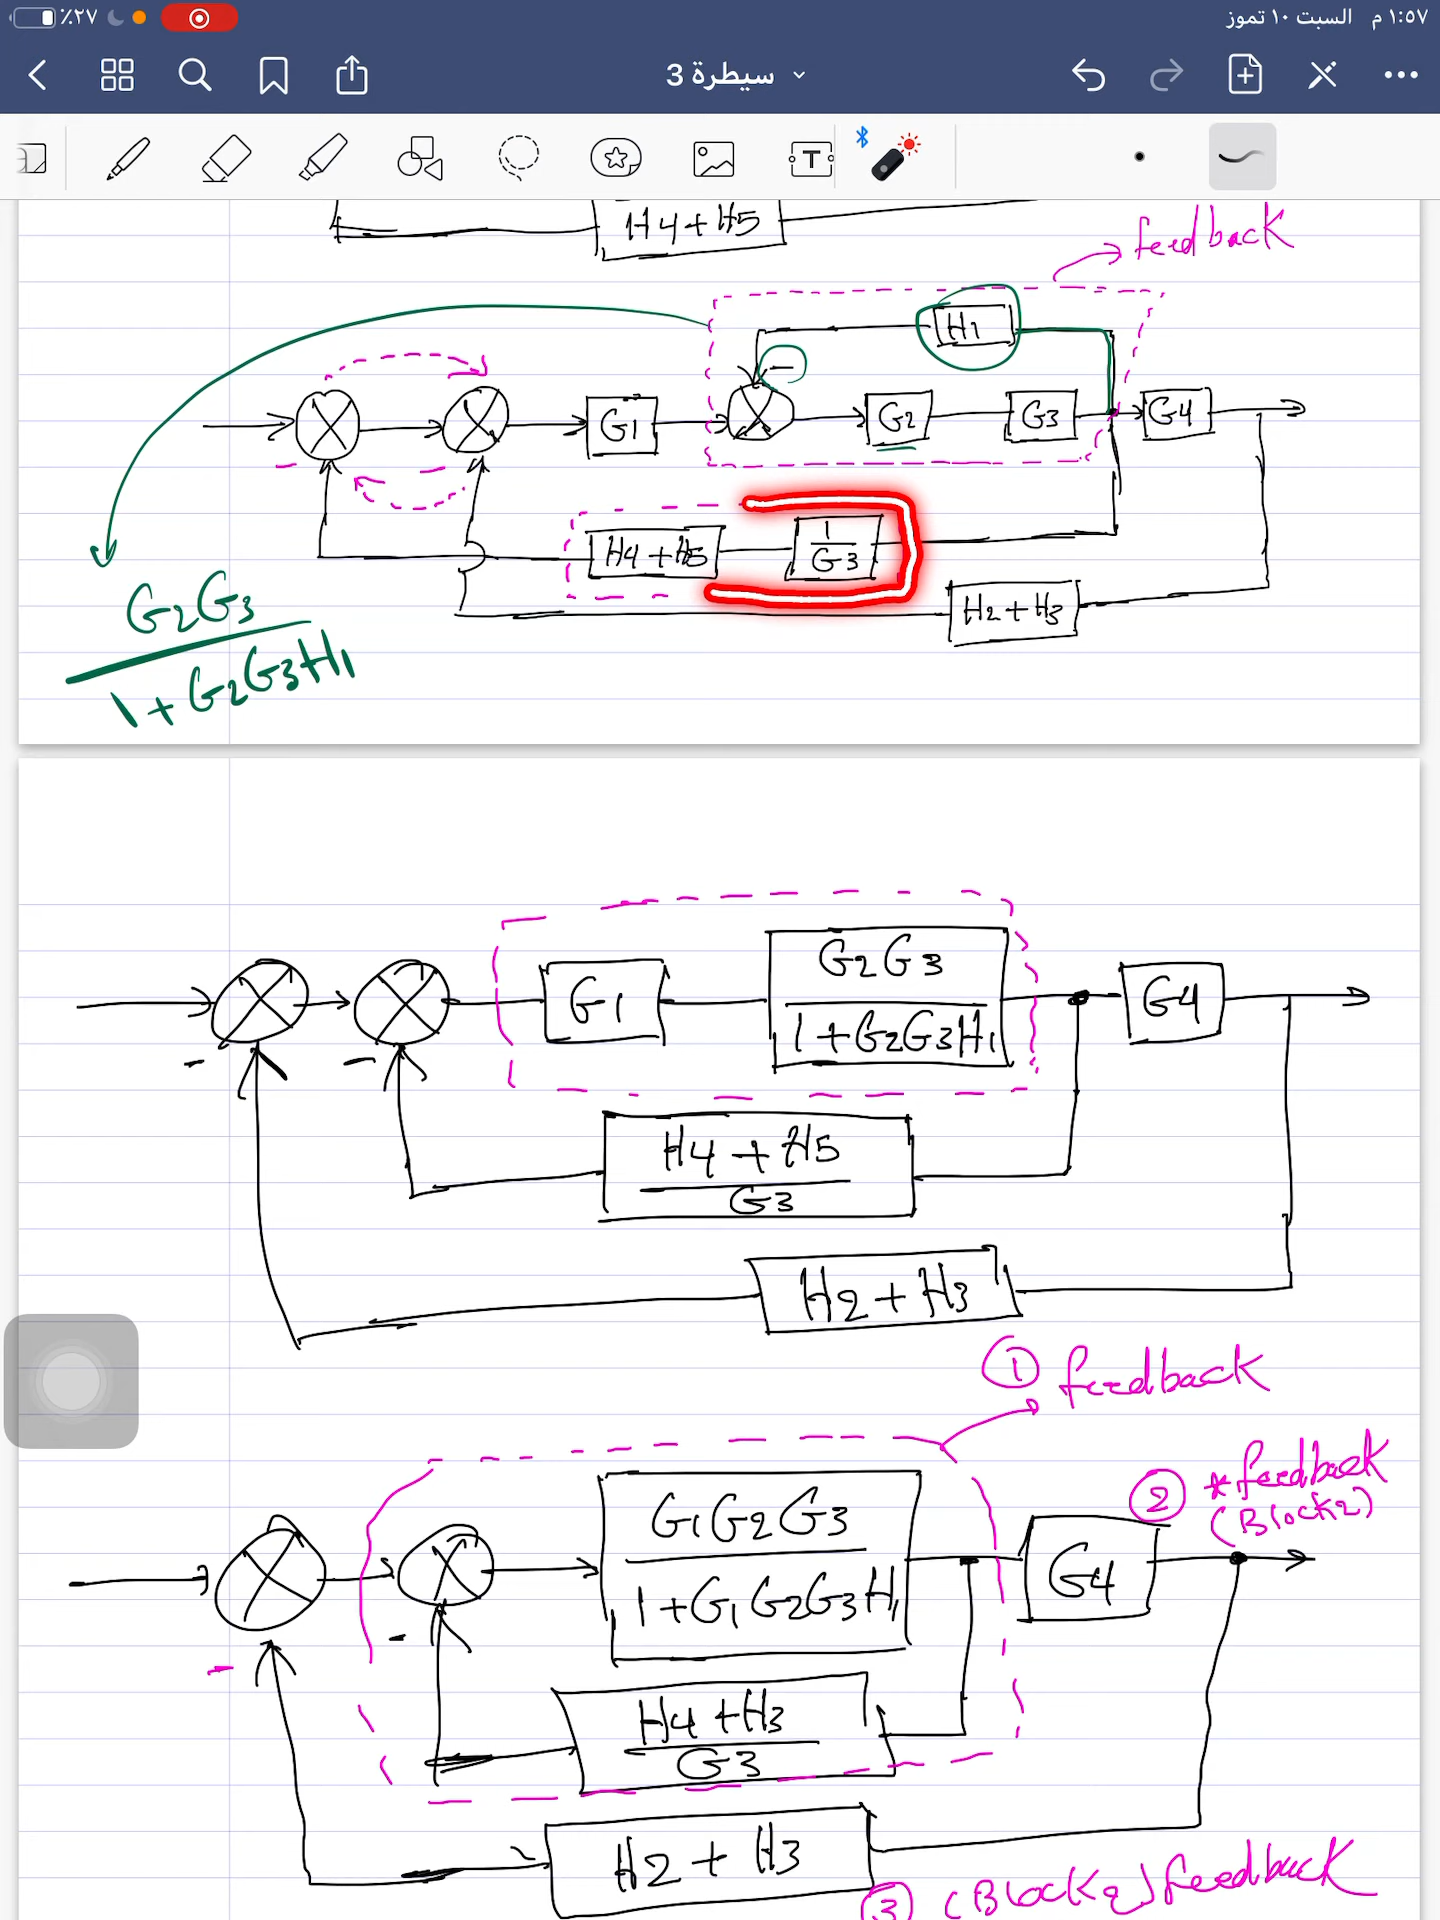 ٪٢٧
١:٥٧ م السبت ١٠ تموز
سيطرة 3
T
H4+H5
feedback
H1
G1
G2
G3
G4
H4+H5
1
G3
H2+H3
G2G3
1+G2G3H1
G1
G2G3
1+G2G3H1
G4
H4+H5
G3
H2+H3
1 feedback
2 *feedback
(Block2)
G1G2G3
1+G1G2G3H1
G4
-
H4+H3
G3
H2+H3
3 (Block2) feedback